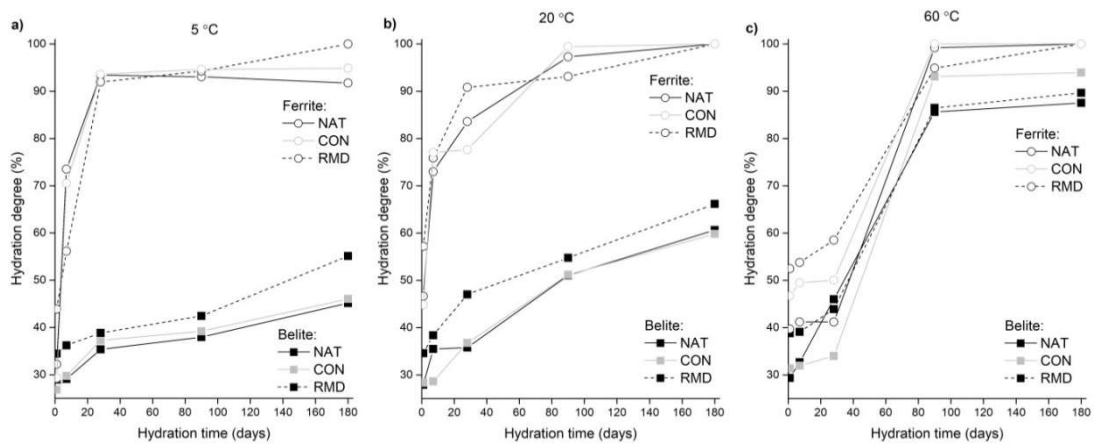 a)
5 °C
100
90
80
70
60
50
40
30
0 20 40 60 80 100 120 140 160 180
Hydration degree (%)
Hydration time (days)
Ferrite:
NAT
CON
RMD
Belite:
NAT
CON
RMD
b)
20 °C
100
90
80
70
60
50
40
30
0 20 40 60 80 100 120 140 160 180
Hydration degree (%)
Hydration time (days)
Ferrite:
NAT
CON
RMD
Belite:
NAT
CON
RMD
c)
60 °C
100
90
80
70
60
50
40
30
0 20 40 60 80 100 120 140 160 180
Hydration degree (%)
Hydration time (days)
Ferrite:
NAT
CON
RMD
Belite:
NAT
CON
RMD